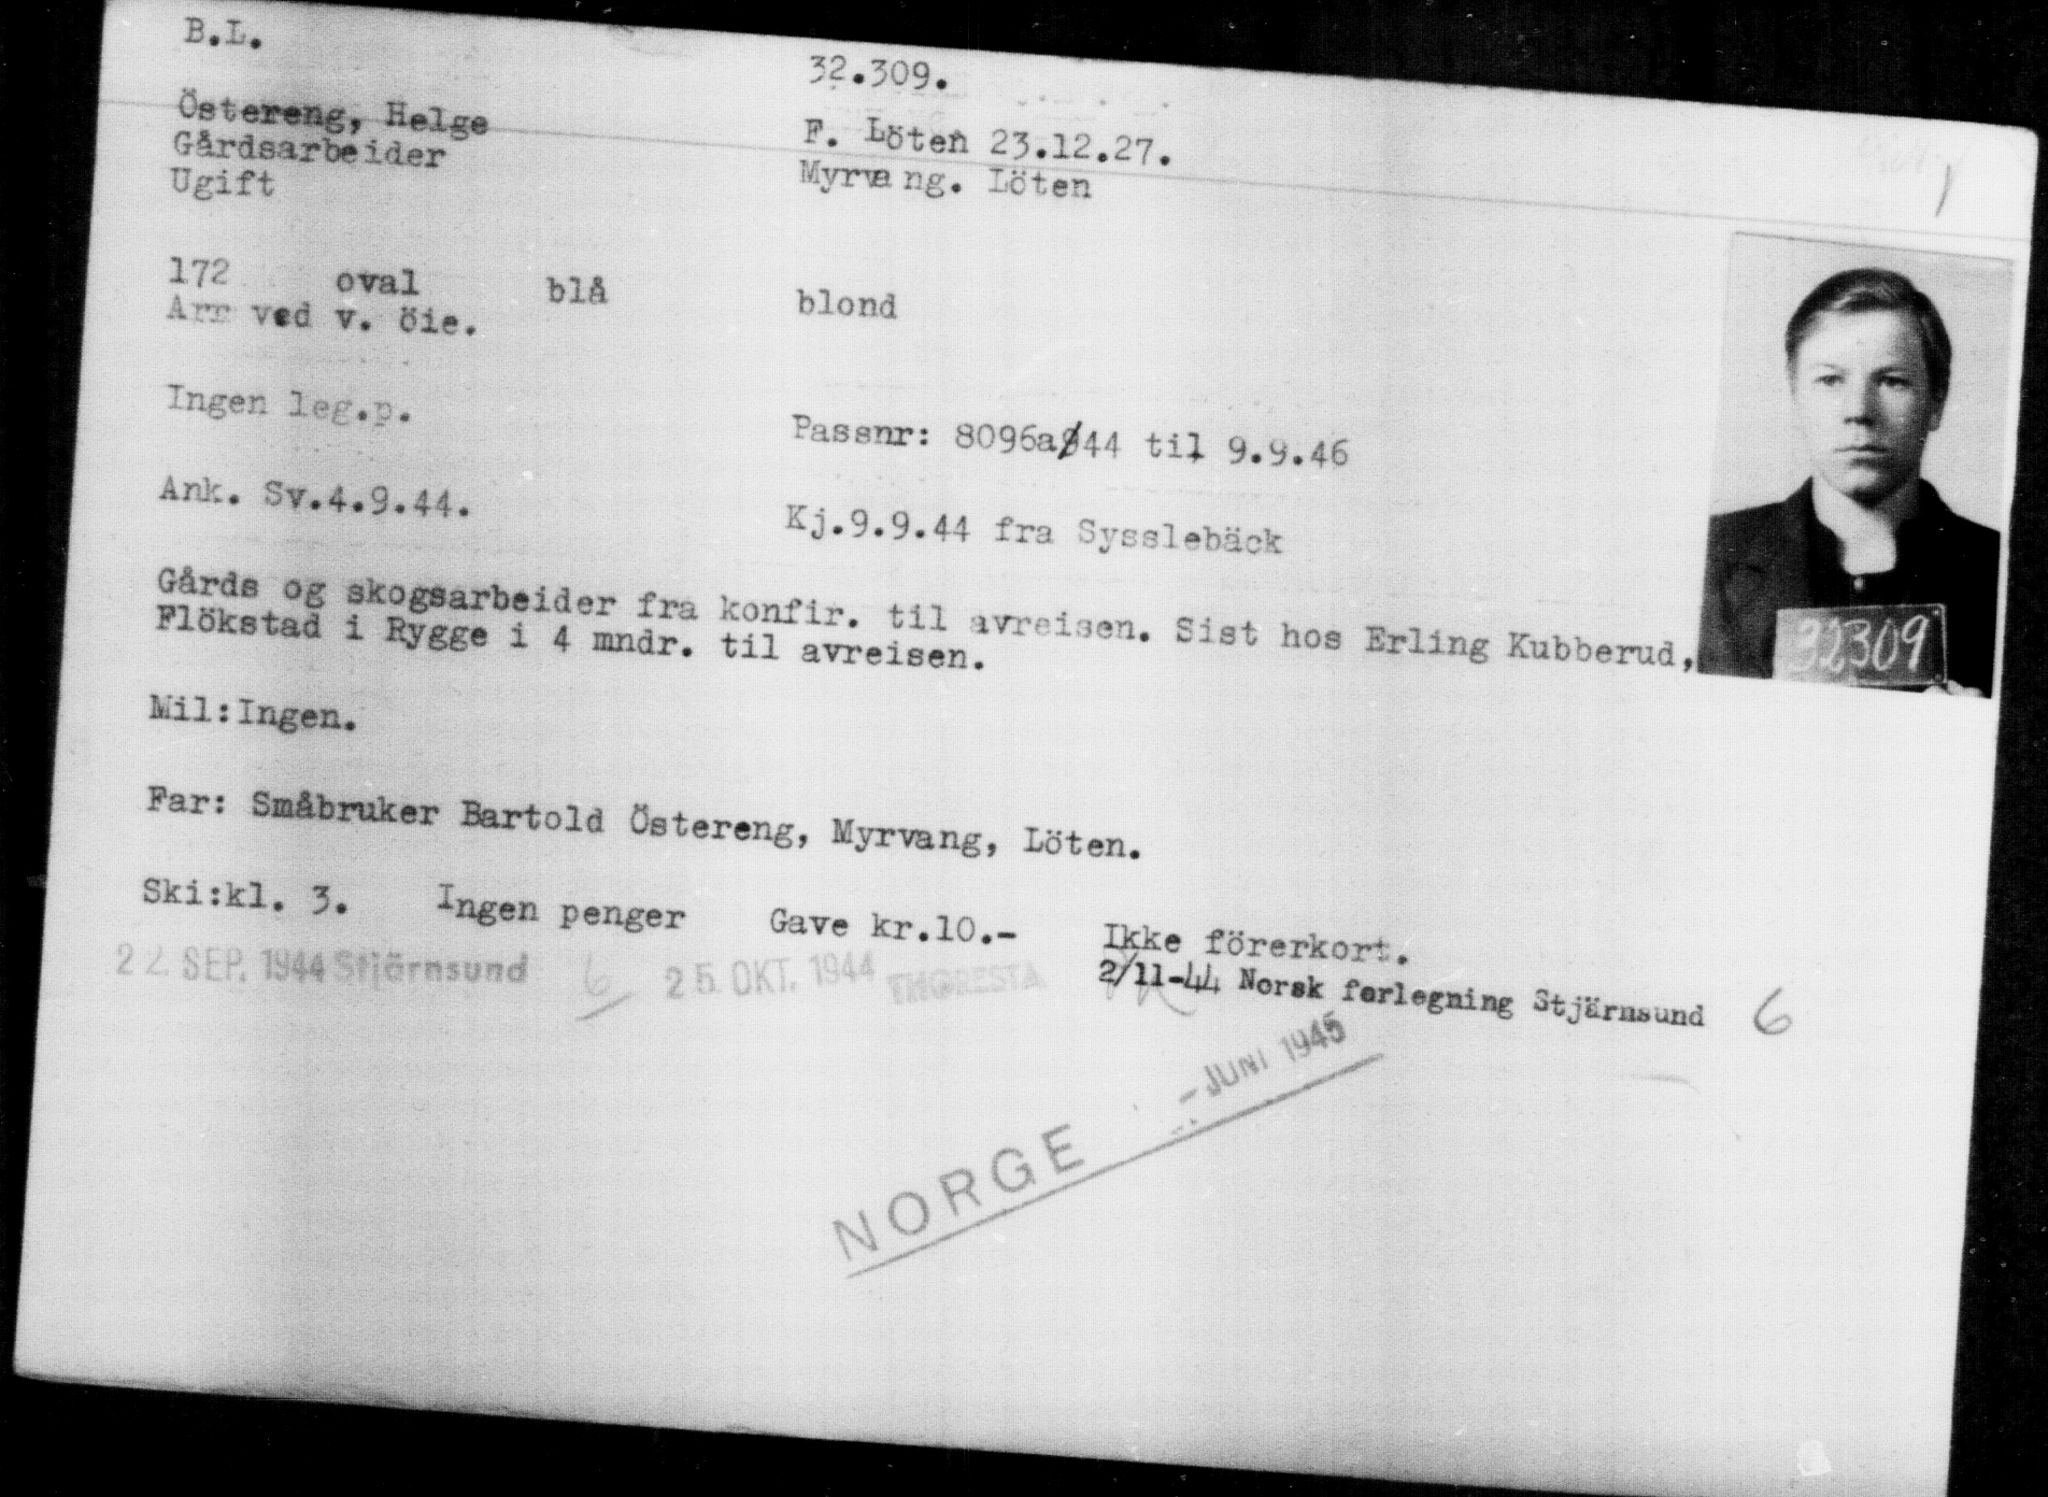 B.L.
32.309.
Östereng, Helge
F. Löten 23.12.27.
Gårdsarbeider
Myrvang. Löten
Ugift
172 oval blå blond
Arr ved v. öie.
Ingen leg.p.
Passnr: 8096a/44 til 9.9.46
Ank. Sv.4.9.44.
Kj.9.9.44 fra Sysslebäck
Gårds og skogsarbeider fra konfir. til avreisen. Sist hos Erling Kubberud,
Flökstad i Rygge i 4 mndr. til avreisen.
32309
Mil:Ingen.
Far: Småbruker Bartold Östereng, Myrvang, Löten.
Ski:kl. 3. Ingen penger Gave kr.10.- Ikke förerkort.
22. SEP. 1944 Stjärnsund 6 25. OKT. 1944 THORESTA 2/11-44 Norsk forlegning Stjärnsund 6
NORGE - JUNI 1945